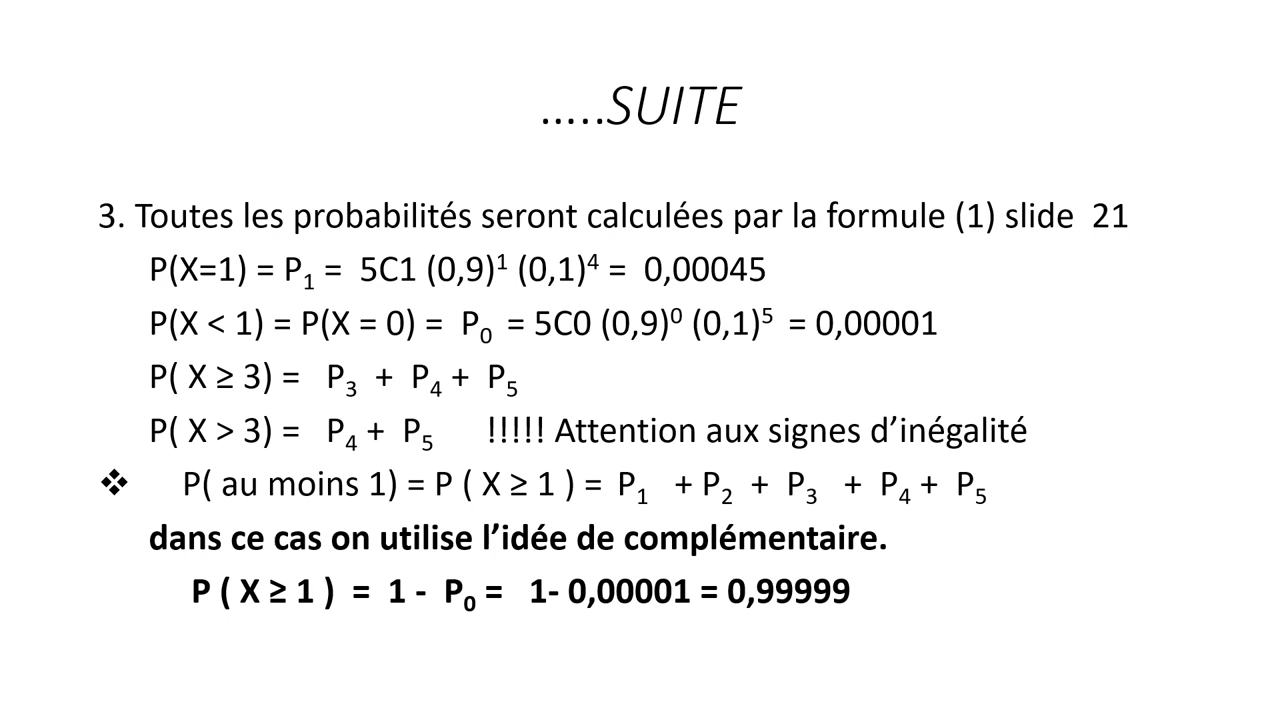 …..SUITE
3. Toutes les probabilités seront calculées par la formule (1) slide 21
P(X=1) = P₁ = 5C1 (0,9)¹ (0,1)⁴ = 0,00045
P(X < 1) = P(X = 0) = P₀ = 5C0 (0,9)⁰ (0,1)⁵ = 0,00001
P( X ≥ 3) = P₃ + P₄ + P₅
P( X > 3) = P₄ + P₅ !!!!! Attention aux signes d’inégalité
❖ P( au moins 1) = P ( X ≥ 1 ) = P₁ + P₂ + P₃ + P₄ + P₅
dans ce cas on utilise l’idée de complémentaire.
P ( X ≥ 1 ) = 1 - P₀ = 1- 0,00001 = 0,99999